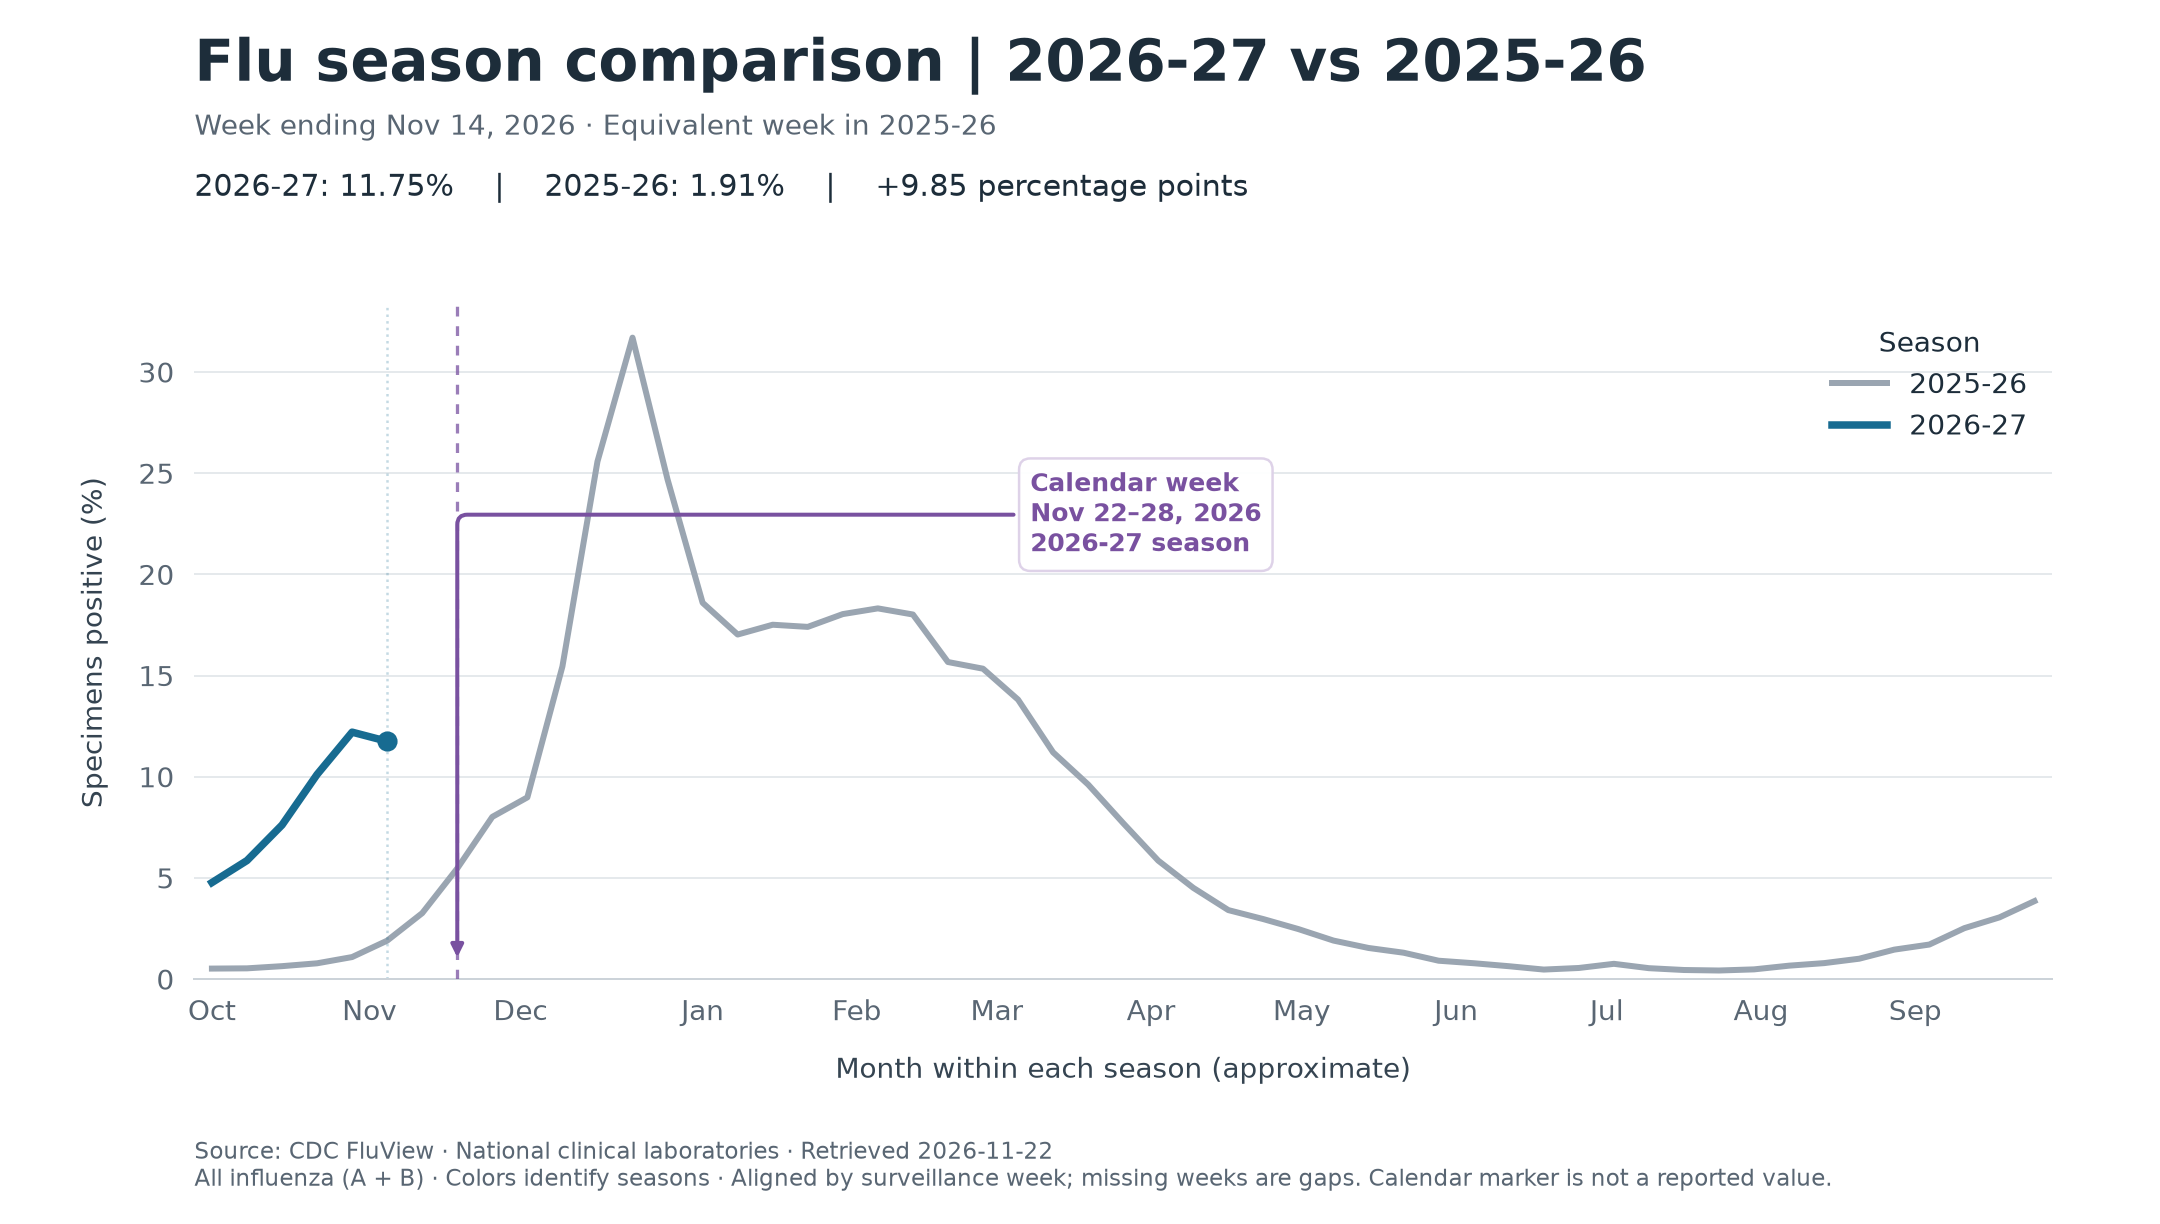 Flu season comparison | 2026-27 vs 2025-26
Week ending Nov 14, 2026 · Equivalent week in 2025-26
2026-27: 11.75% | 2025-26: 1.91% | +9.85 percentage points
Season
2025-26
2026-27
Calendar week
Nov 22–28, 2026
2026-27 season
Specimens positive (%)
30
25
20
15
10
5
0
Oct Nov Dec Jan Feb Mar Apr May Jun Jul Aug Sep
Month within each season (approximate)
Source: CDC FluView · National clinical laboratories · Retrieved 2026-11-22
All influenza (A + B) · Colors identify seasons · Aligned by surveillance week; missing weeks are gaps. Calendar marker is not a reported value.